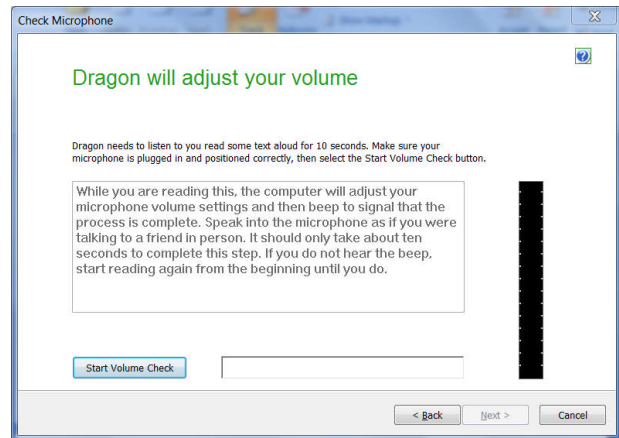 Check Microphone
Dragon will adjust your volume
Dragon needs to listen to you read some text aloud for 10 seconds. Make sure your
microphone is plugged in and positioned correctly, then select the Start Volume Check button.
While you are reading this, the computer will adjust your
microphone volume settings and then beep to signal that the
process is complete. Speak into the microphone as if you were
talking to a friend in person. It should only take about ten
seconds to complete this step. If you do not hear the beep,
start reading again from the beginning until you do.
Start Volume Check
< Back Next > Cancel